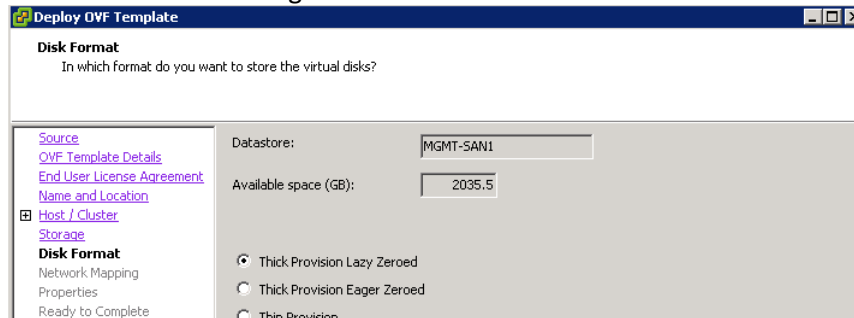 Deploy OVF Template
Disk Format
In which format do you want to store the virtual disks?
Source
OVF Template Details
End User License Agreement
Name and Location
Host / Cluster
Storage
Disk Format
Network Mapping
Properties
Ready to Complete
Datastore:
MGMT-SAN1
Available space (GB):
2035.5
Thick Provision Lazy Zeroed
Thick Provision Eager Zeroed
Thin Provision